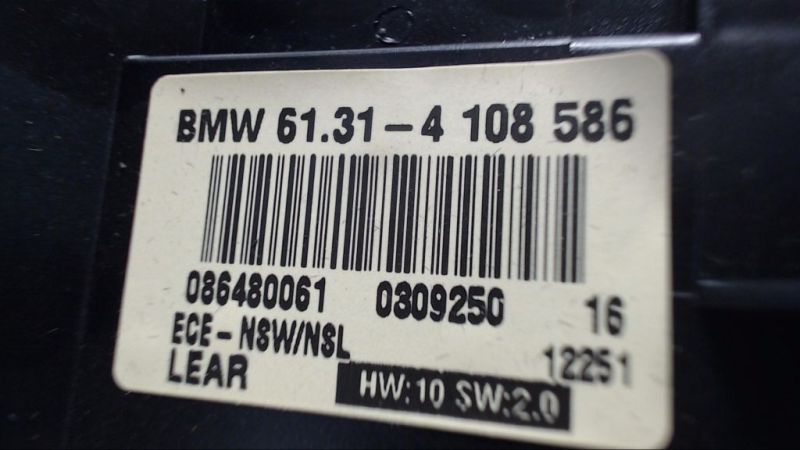 BMW 61.31-4 108 586
086480061 0309250 16
ECE-NSW/NSL 12251
LEAR HW:10 SW:2.0